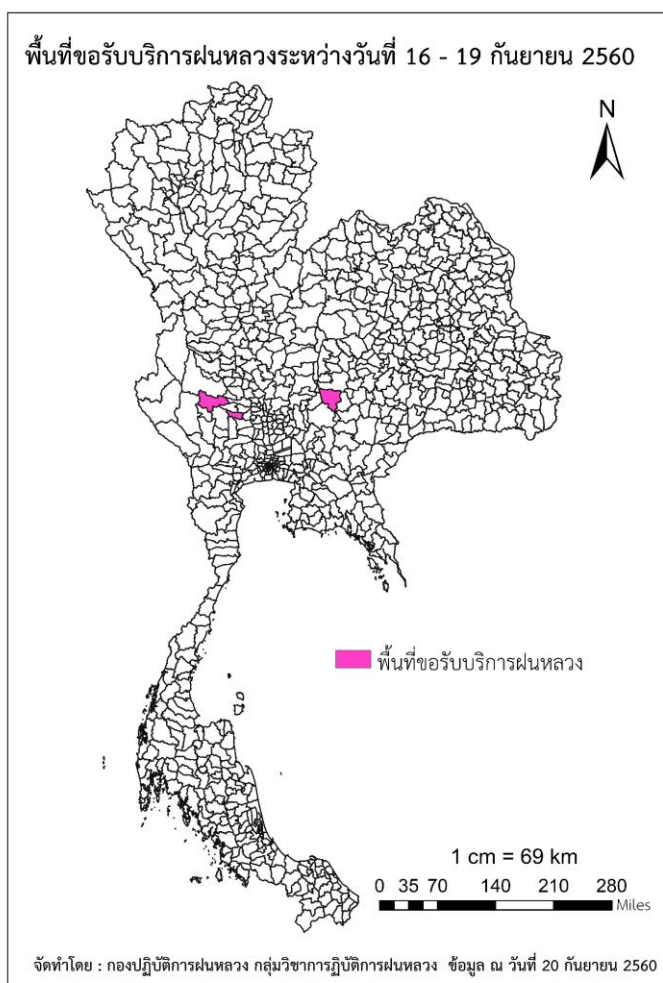 พื้นที่ขอรับบริการฝนหลวงระหว่างวันที่ 16 - 19 กันยายน 2560
N
พื้นที่ขอรับบริการฝนหลวง
1 cm = 69 km
0 35 70 140 210 280
Miles
จัดทำโดย : กองปฏิบัติการฝนหลวง กลุ่มวิชาการฏิบัติการฝนหลวง ข้อมูล ณ วันที่ 20 กันยายน 2560